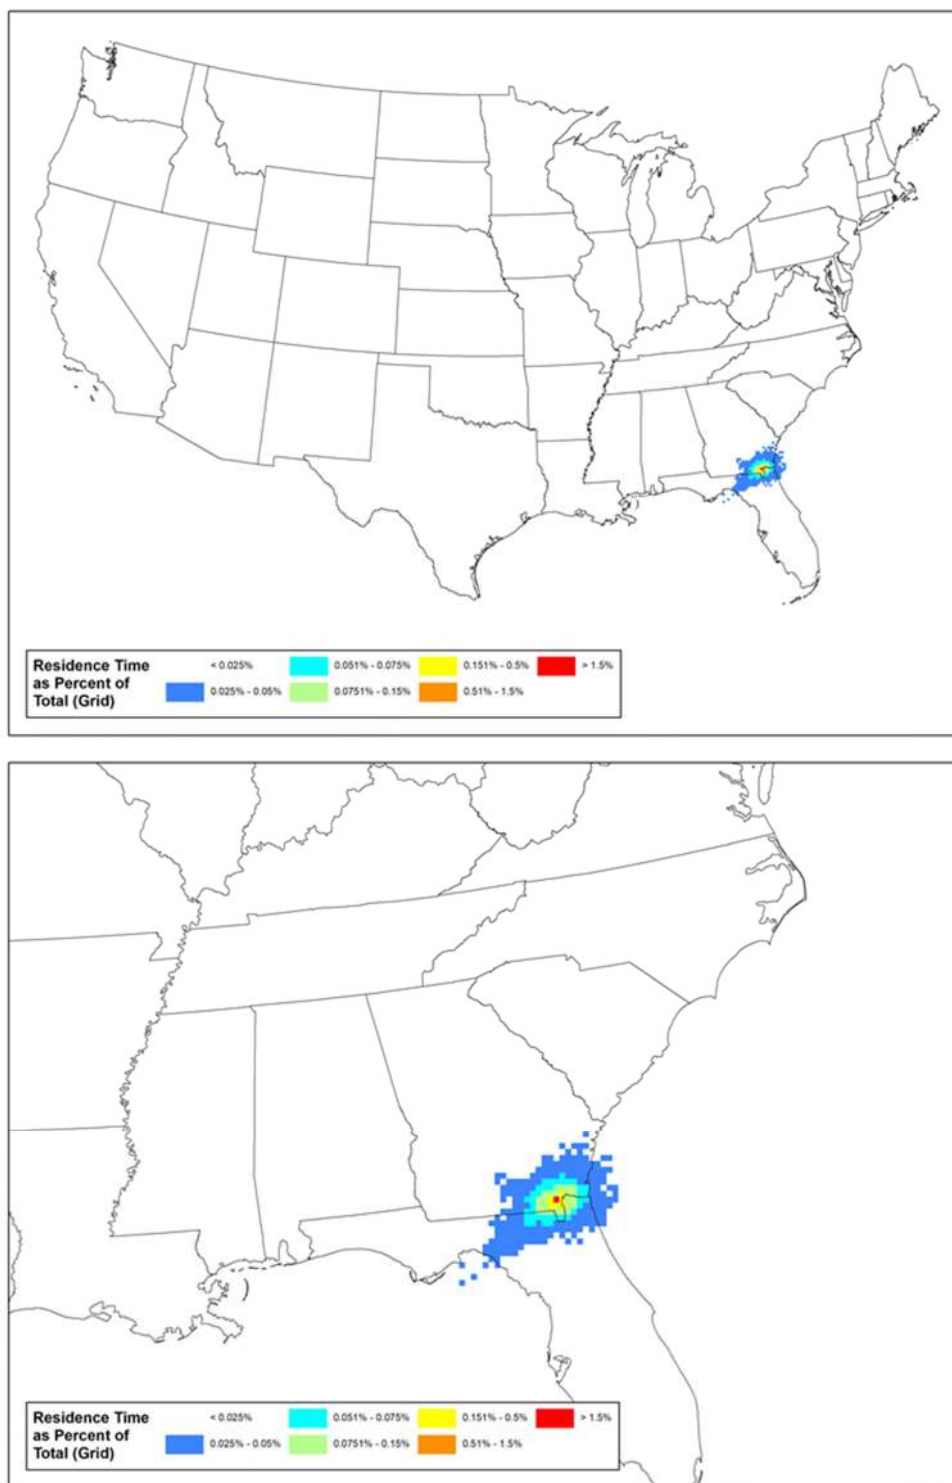 Residence Time
as Percent of
Total (Grid)
< 0.025% 0.051% - 0.075% 0.151% - 0.5% > 1.5%
0.025% - 0.05% 0.0751% - 0.15% 0.51% - 1.5%
Residence Time
as Percent of
Total (Grid)
< 0.025% 0.051% - 0.075% 0.151% - 0.5% > 1.5%
0.025% - 0.05% 0.0751% - 0.15% 0.51% - 1.5%